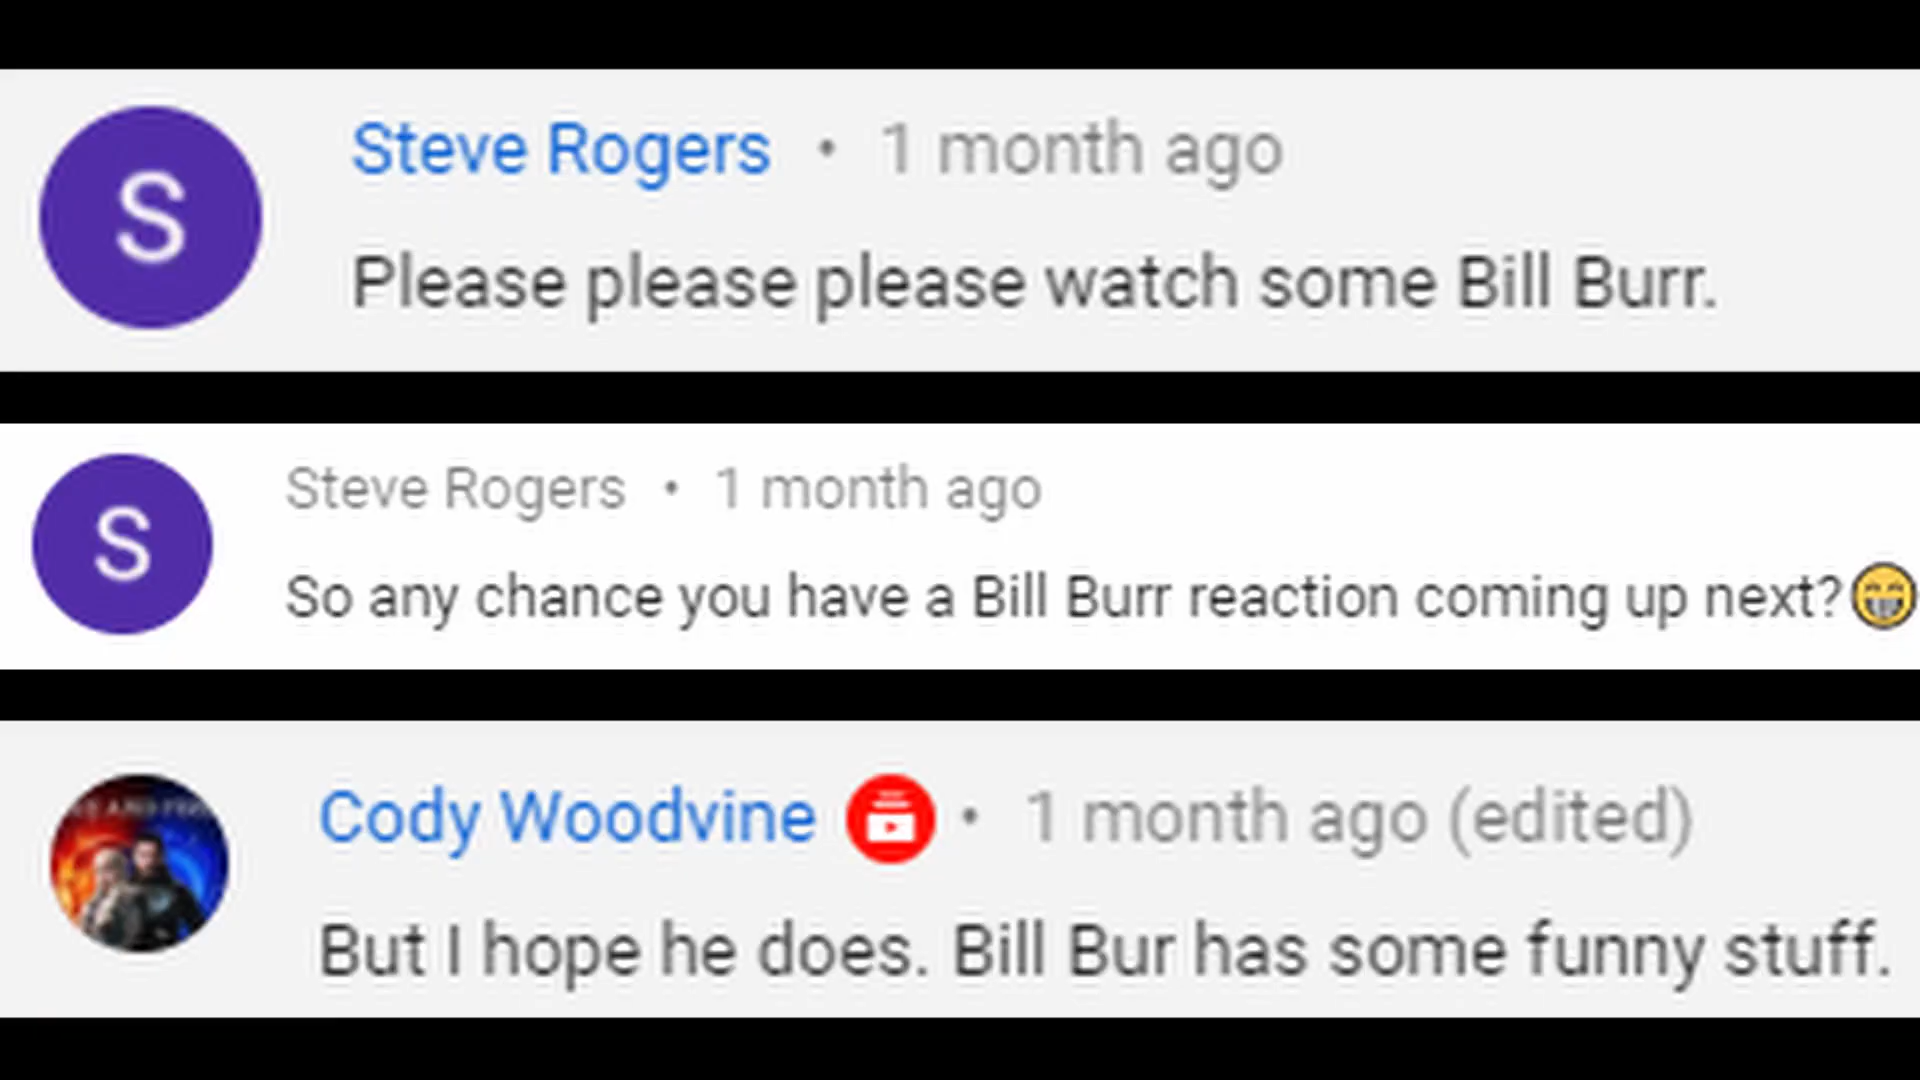 S
Steve Rogers • 1 month ago
Please please please watch some Bill Burr.
S
Steve Rogers • 1 month ago
So any chance you have a Bill Burr reaction coming up next?😁
Cody Woodvine • 1 month ago (edited)
But I hope he does. Bill Bur has some funny stuff.